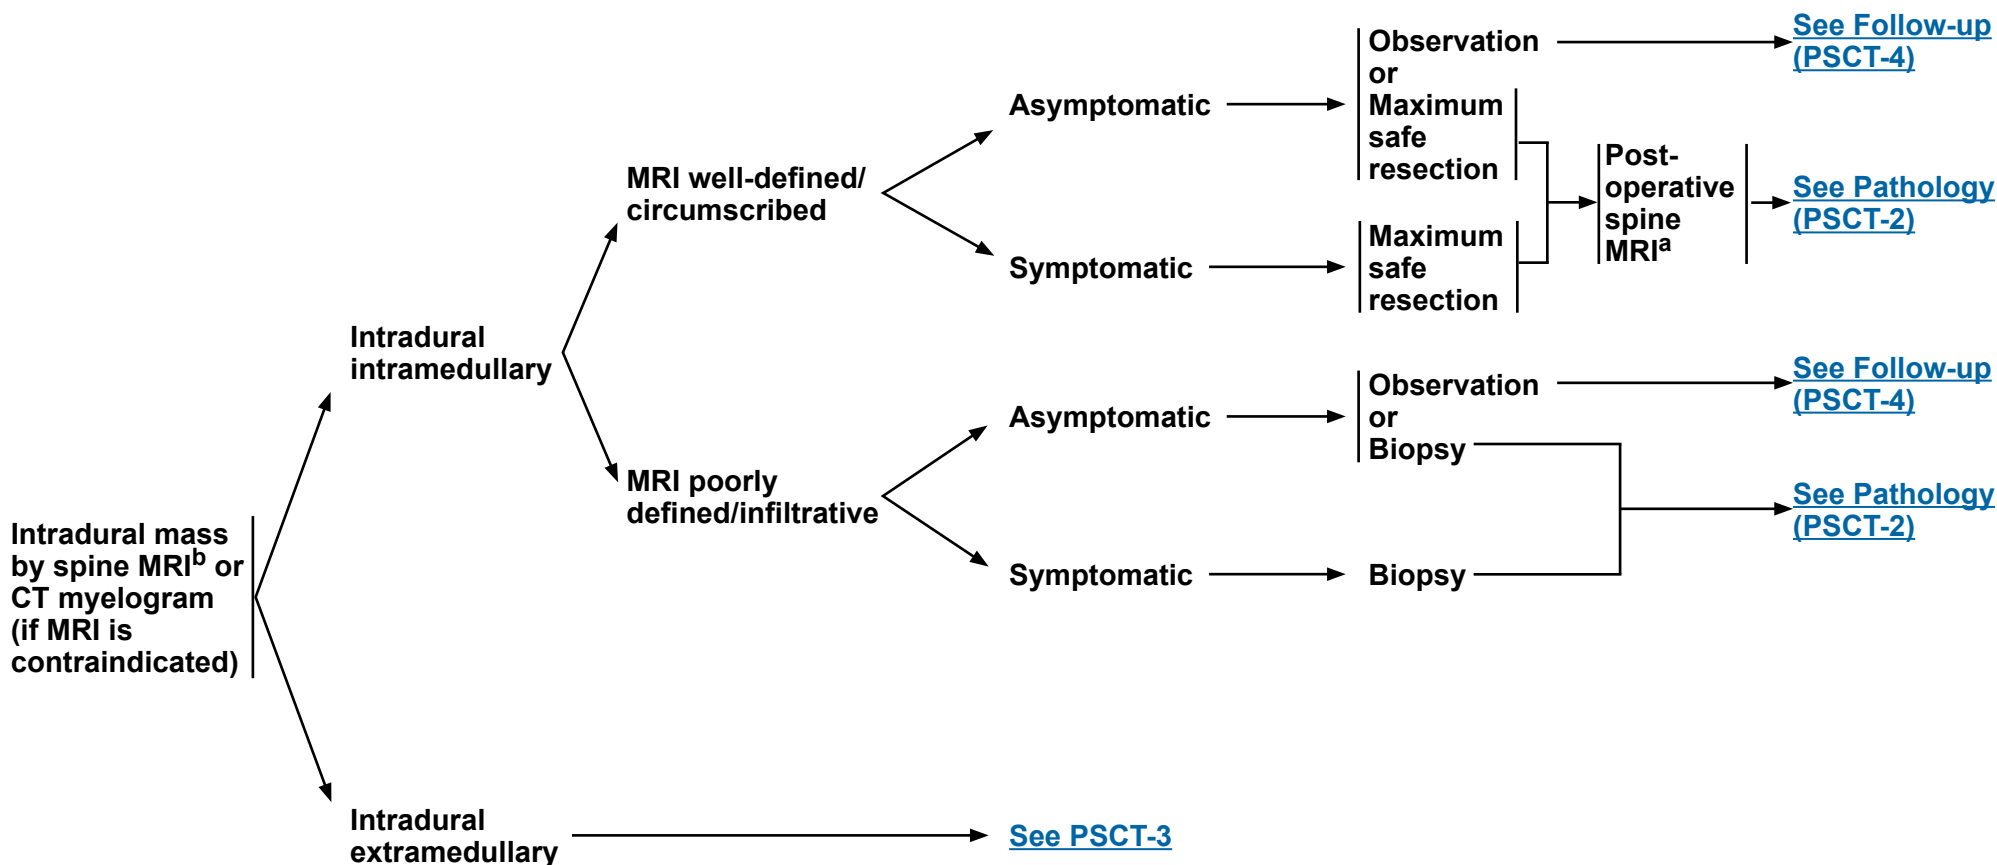 Intradural mass
by spine MRIb or
CT myelogram
(if MRI is
contraindicated)
Intradural
intramedullary
MRI well-defined/
circumscribed
Asymptomatic
Observation
or
Maximum
safe
resection
See Follow-up
(PSCT-4)
Symptomatic
Maximum
safe
resection
Post-
operative
spine
MRIa
See Pathology
(PSCT-2)
MRI poorly
defined/infiltrative
Asymptomatic
Observation
or
Biopsy
See Follow-up
(PSCT-4)
Symptomatic
Biopsy
See Pathology
(PSCT-2)
Intradural
extramedullary
See PSCT-3